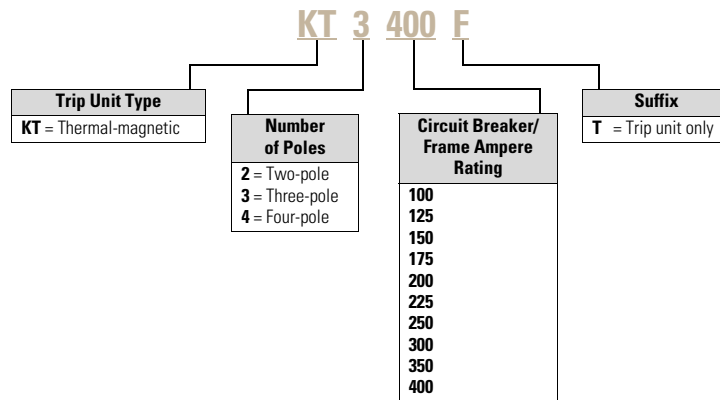 KT 3 400 F
Trip Unit Type
KT = Thermal-magnetic
Number
of Poles
2 = Two-pole
3 = Three-pole
4 = Four-pole
Circuit Breaker/
Frame Ampere
Rating
100
125
150
175
200
225
250
300
350
400
Suffix
T = Trip unit only